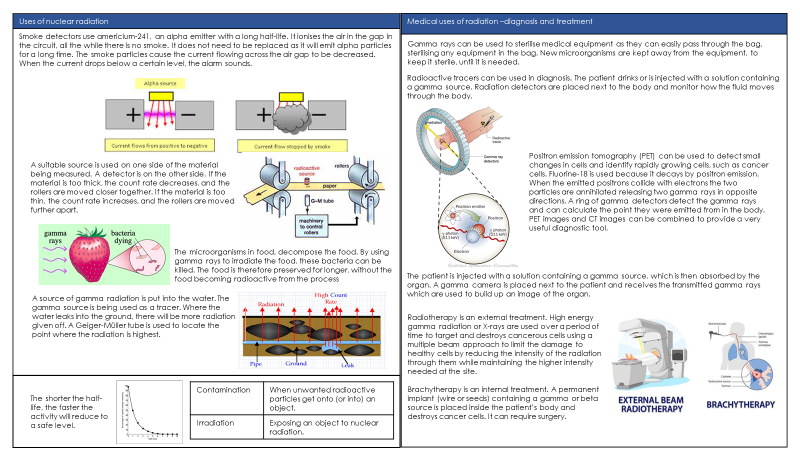 Uses of nuclear radiation
Smoke detectors use americium-241, an alpha emitter with a long half-life. It ionises the air in the gap in
the circuit, all the while there is no smoke. It does not need to be replaced as it will emit alpha particles
for a long time. The smoke particles cause the current flowing across the air gap to be decreased.
When the current drops below a certain level, the alarm sounds.
Alpha source
+
−
+
−
Current flows from positive to negative
Current flow stopped by smoke
A suitable source is used on one side of the material
being measured. A detector is on the other side. If the
material is too thick, the count rate decreases, and the
rollers are moved closer together. If the material is too
thin, the count rate increases, and the rollers are moved
further apart.
radioactive
source
rollers
paper
G-M tube
machinery
to control
rollers
gamma
rays
bacteria
dying
The microorganisms in food, decompose the food. By using
gamma rays to irradiate the food, these bacteria can be
killed. The food is therefore preserved for longer, without the
food becoming radioactive from the process
A source of gamma radiation is put into the water. The
gamma source is being used as a tracer. Where the
water leaks into the ground, there will be more radiation
given off. A Geiger-Müller tube is used to locate the
point where the radiation is highest.
Radiation
High Count
Rate
Pipe
Ground
Leak
The shorter the half-
life, the faster the
activity will reduce to
a safe level.
Contamination
When unwanted radioactive
particles get onto (or into) an
object.
Irradiation
Exposing an object to nuclear
radiation.
Medical uses of radiation –diagnosis and treatment
Gamma rays can be used to sterilise medical equipment as they can easily pass through the bag,
sterilising any equipment in the bag. New microorganisms are kept away from the equipment, to
keep it sterile, until it is needed.
Radioactive tracers can be used in diagnosis. The patient drinks or is injected with a solution containing
a gamma source. Radiation detectors are placed next to the body and monitor how the fluid moves
through the body.
Radioactive
tracer
Gamma ray
detectors
Positron emitter
Positron
γ photon
(511 keV)
γ photon
(511 keV)
Electron
Positron emission tomography (PET) can be used to detect small
changes in cells and identify rapidly growing cells, such as cancer
cells. Fluorine-18 is used because it decays by positron emission.
When the emitted positrons collide with electrons the two
particles are annihilated releasing two gamma rays in opposite
directions. A ring of gamma detectors detect the gamma rays
and can calculate the point they were emitted from in the body.
PET images and CT images can be combined to provide a very
useful diagnostic tool.
The patient is injected with a solution containing a gamma source, which is then absorbed by the
organ. A gamma camera is placed next to the patient and receives the transmitted gamma rays
which are used to build up an image of the organ.
Radiotherapy is an external treatment. High energy
gamma radiation or X-rays are used over a period of
time to target and destroys cancerous cells using a
multiple beam approach to limit the damage to
healthy cells by reducing the intensity of the radiation
through them while maintaining the higher intensity
needed at the site.
Brachytherapy is an internal treatment. A permanent
implant (wire or seeds) containing a gamma or beta
source is placed inside the patient's body and
destroys cancer cells. It can require surgery.
EXTERNAL BEAM
RADIOTHERAPY
BRACHYTHERAPY